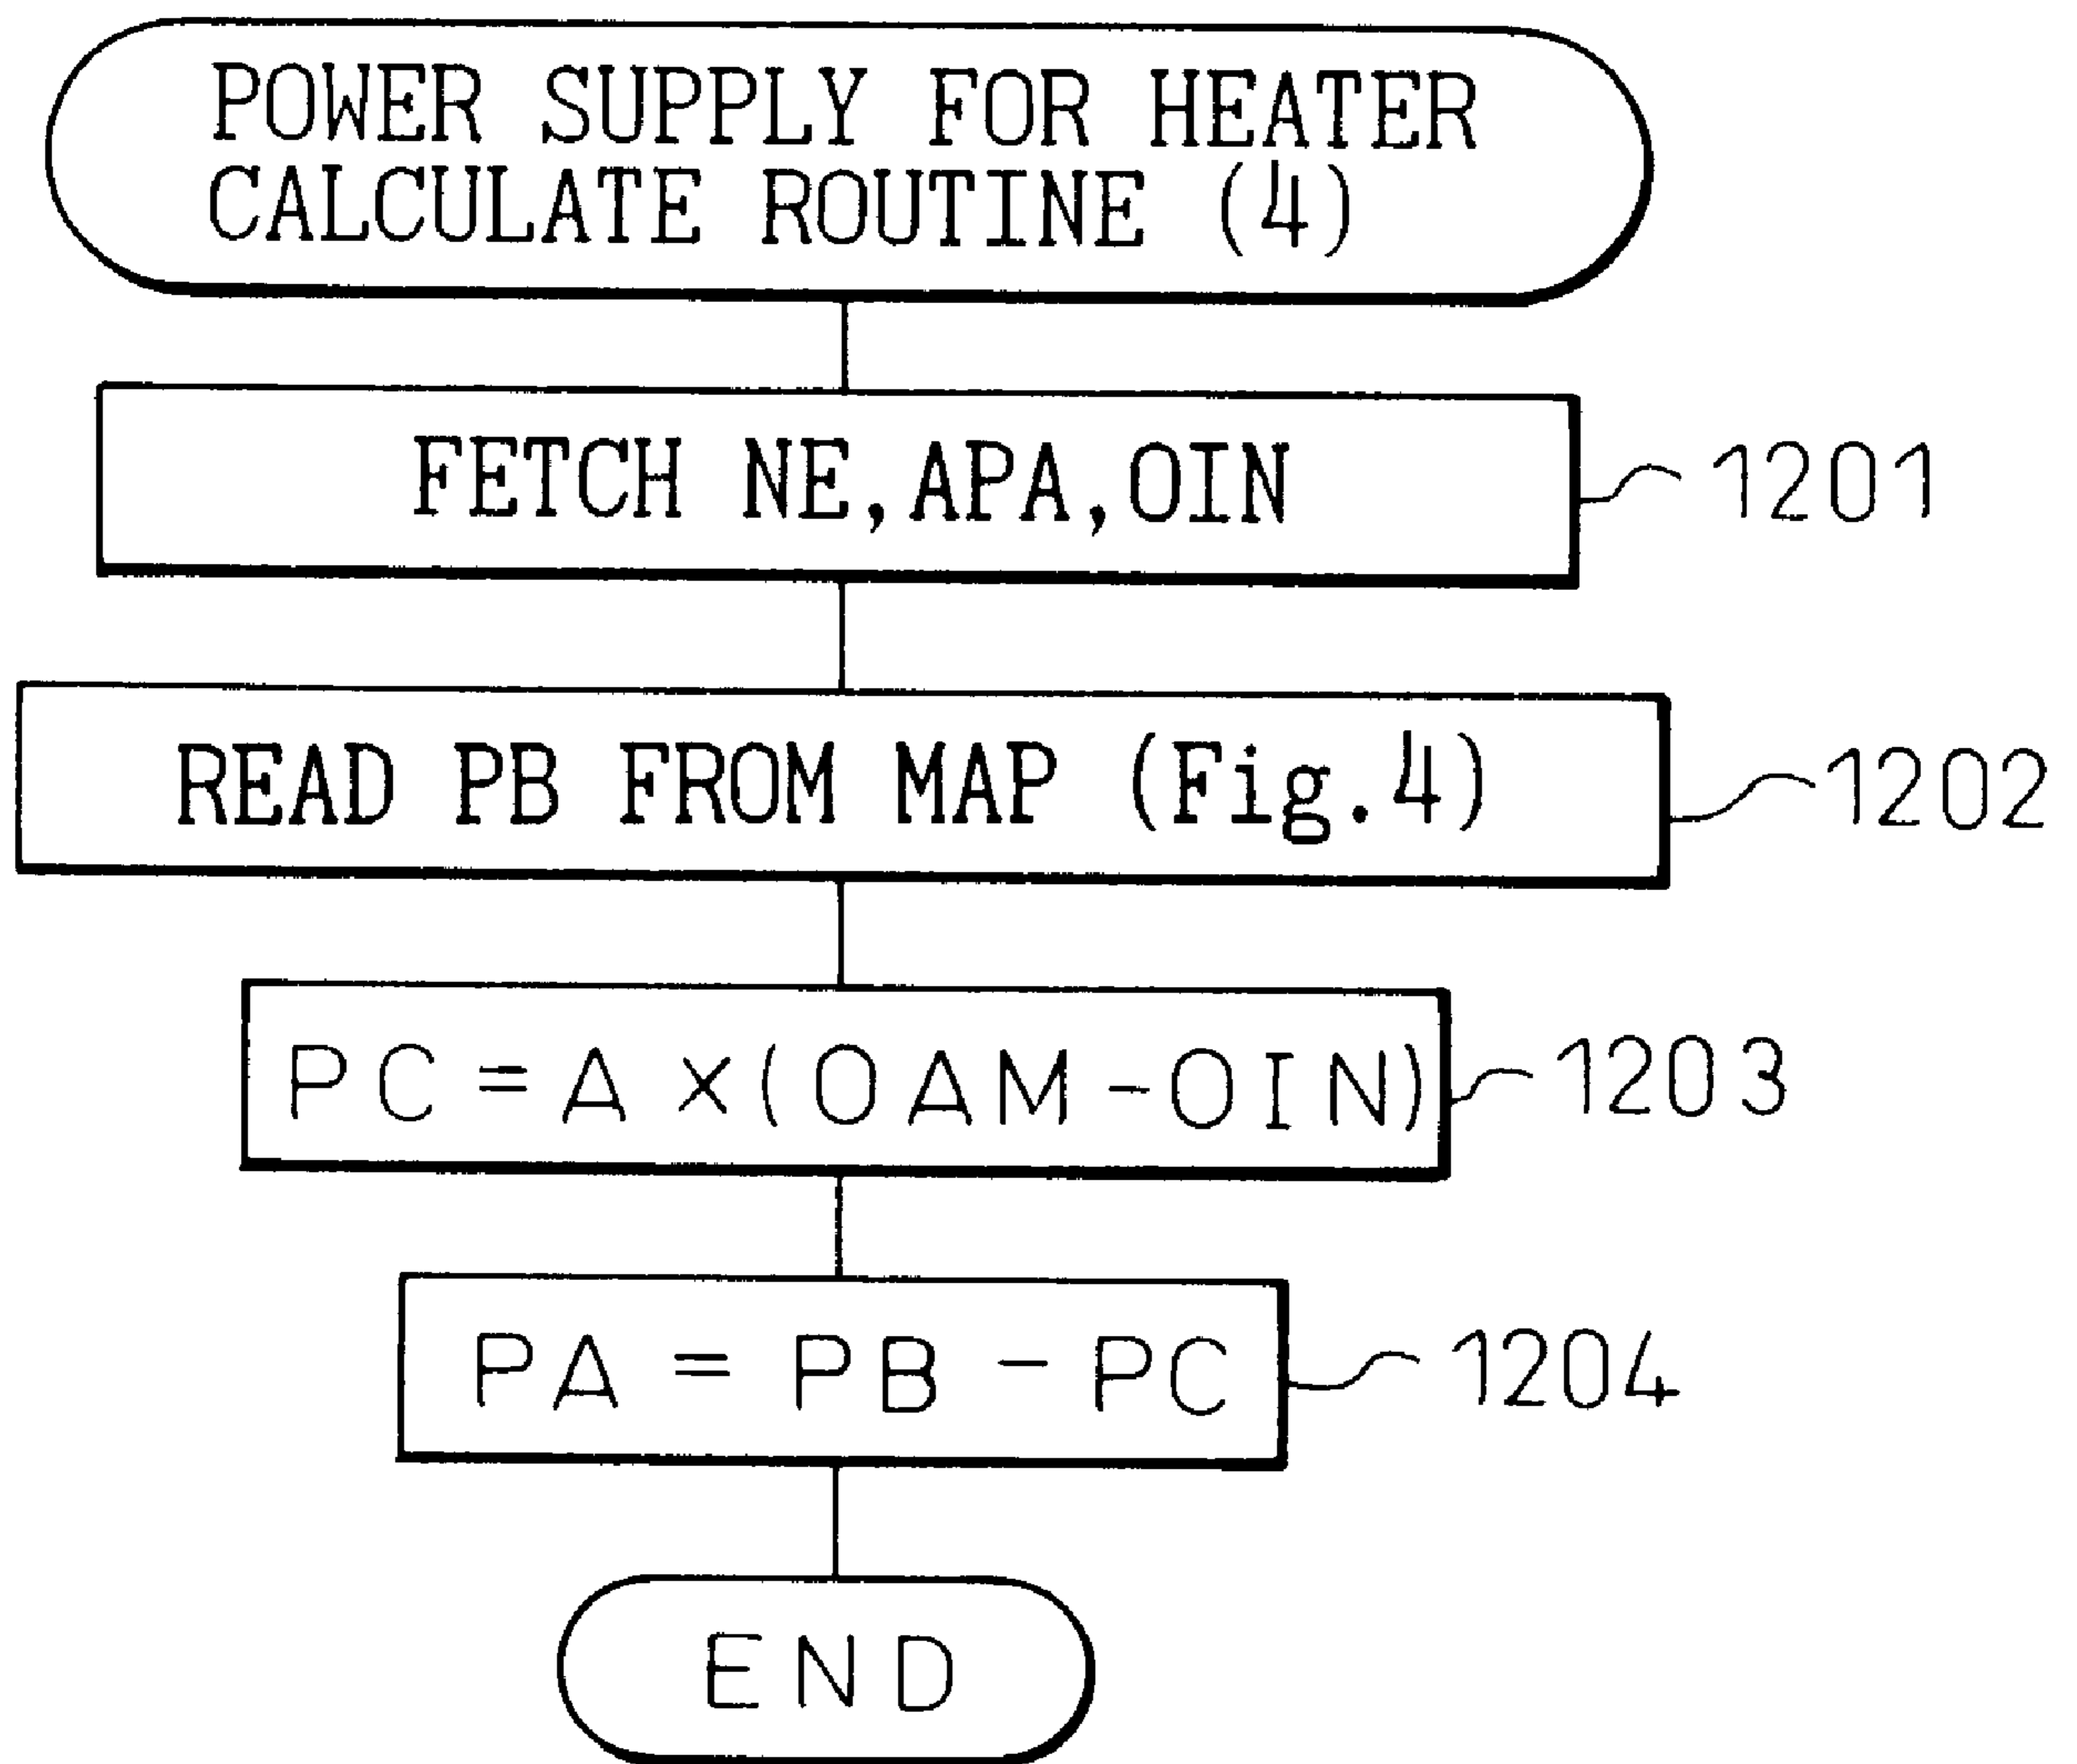 POWER SUPPLY FOR HEATER
CALCULATE ROUTINE (4)
FETCH NE,APA,OIN
1201
READ PB FROM MAP (Fig.4)
1202
PC=A×(OAM-OIN)
1203
PA = PB - PC
1204
END